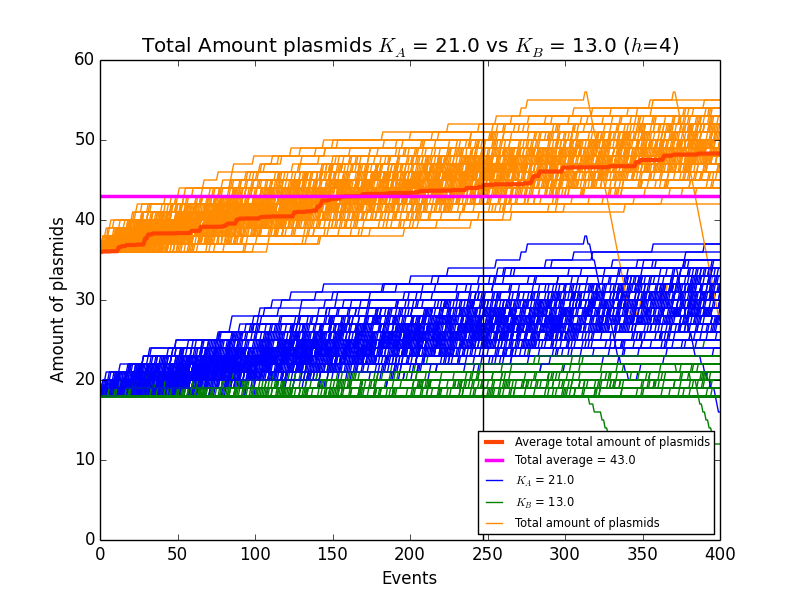 Total Amount plasmids K_A = 21.0 vs K_B = 13.0 (h=4)
60
50
40
30
20
10
0
Amount of plasmids
Average total amount of plasmids
Total average = 43.0
K_A = 21.0
K_B = 13.0
Total amount of plasmids
0 50 100 150 200 250 300 350 400
Events